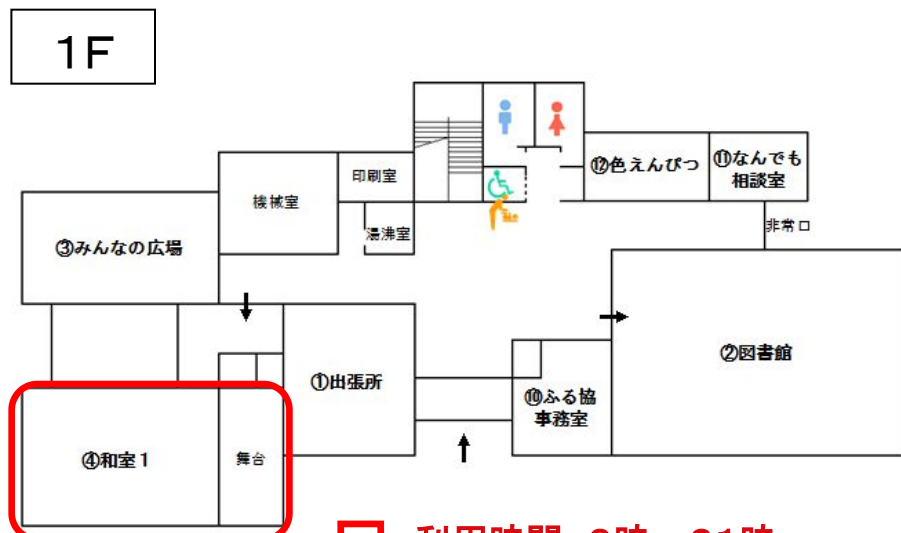 1F
印刷室
⑫色えんぴつ
⑪なんでも
相談室
機械室
湯沸室
非常口
③みんなの広場
②図書館
①出張所
⑩ふる協
事務室
④和室1
舞台